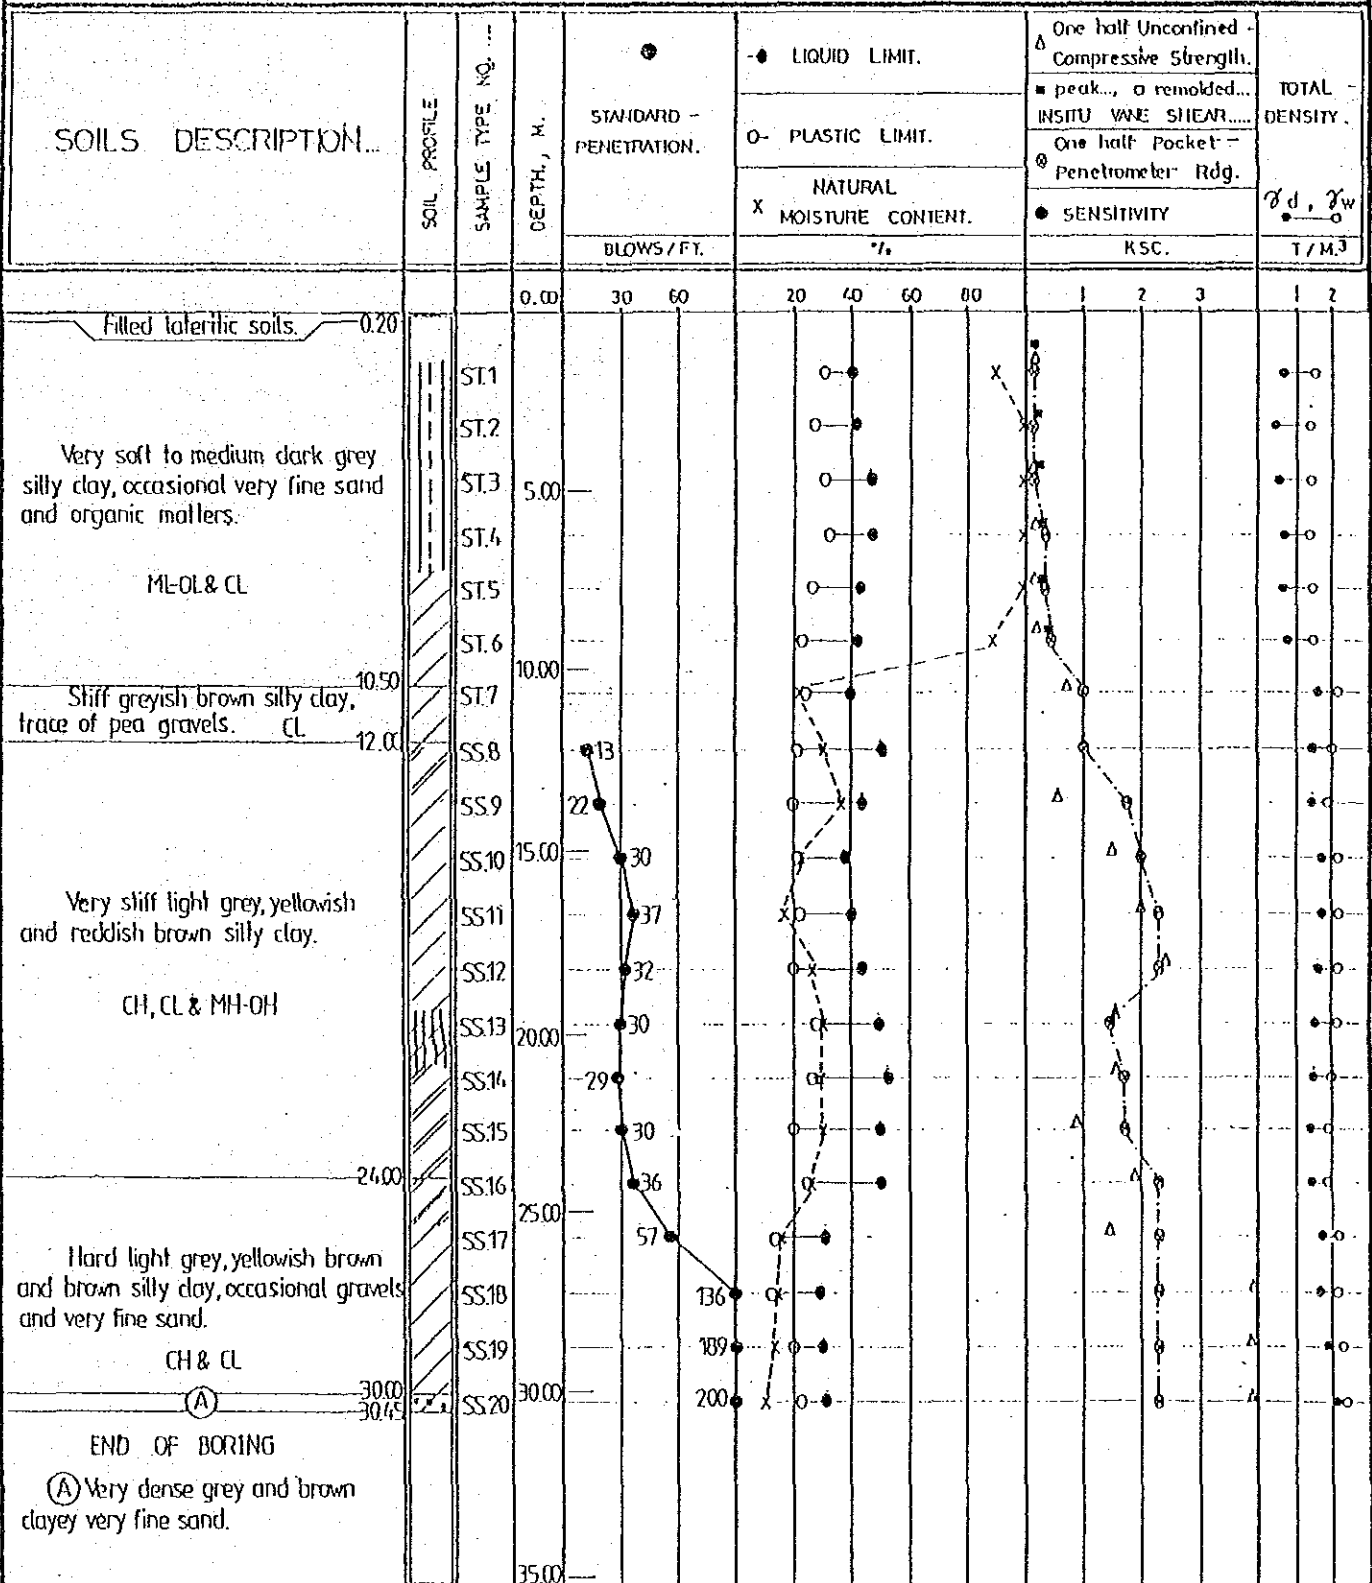 SOILS DESCRIPTION...
SOIL PROFILE
SAMPLE TYPE NO. ...
DEPTH., M.
STANDARD -
PENETRATION.
BLOWS / FT.
LIQUID LIMIT.
PLASTIC LIMIT.
NATURAL
X MOISTURE CONTENT.
%
One half Unconfined -
Compressive Strength.
peak..., o remolded...
INSITU VANE SHEAR.....
One half Pocket -
Penetrometer Rdg.
SENSITIVITY
KSC.
TOTAL -
DENSITY.
γd, γw
T / M.3
0.00 30 60 20 40 60 80 1 2 3 1 2
Filled lateritic soils. 0.20
ST.1
ST.2
Very soft to medium dark grey
silty clay, occasional very fine sand
and organic matters.
ST.3 5.00
ST.4
ML-OL & CL
ST.5
ST.6
10.00
10.50
Stiff greyish brown silty clay,
trace of pea gravels. CL
ST.7
12.00
SS.8 13
SS.9 22
SS.10 15.00 30
Very stiff light grey, yellowish
and reddish brown silty clay.
SS.11 37
SS.12 32
CH, CL & MH-OH
SS.13 30
20.00
SS.14 29
SS.15 30
24.00
SS.16 36
25.00
SS.17 57
Hard light grey, yellowish brown
and brown silty clay, occasional gravels
and very fine sand.
SS.18 136
SS.19 189
CH & CL
30.00 30.00
A 30.45 SS.20 200
END OF BORING
A Very dense grey and brown
clayey very fine sand.
35.00